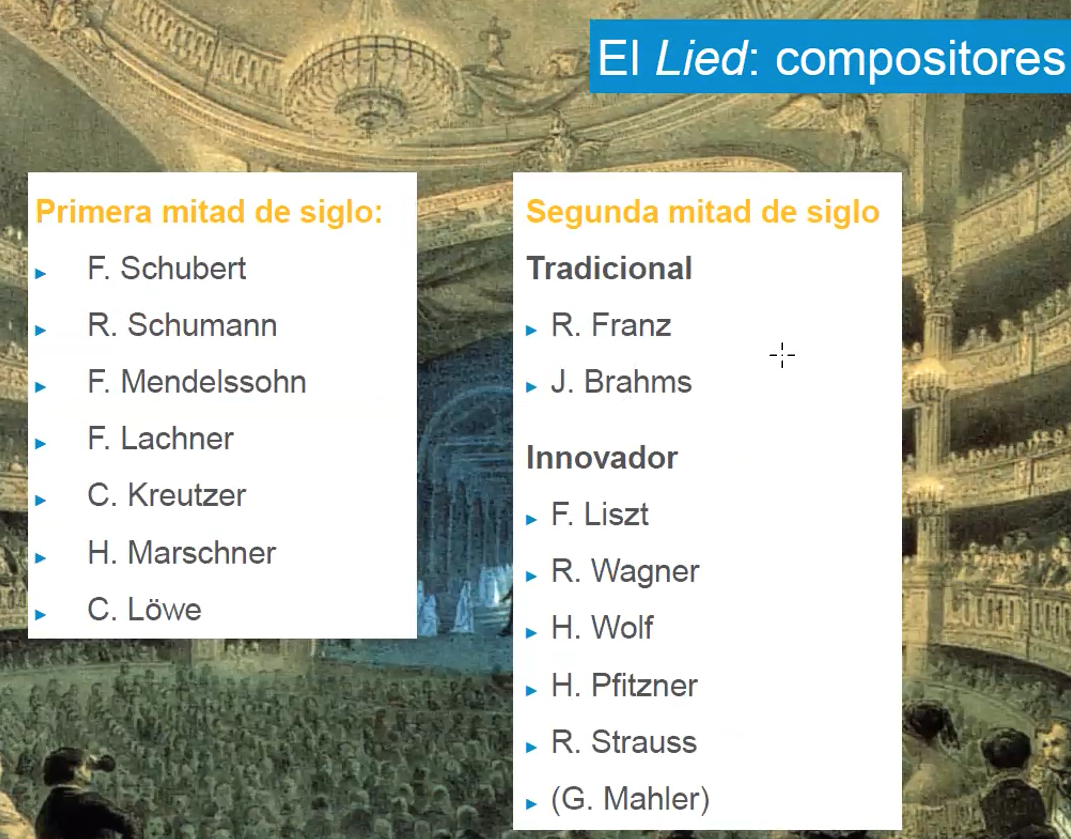 El Lied: compositores
Primera mitad de siglo:
F. Schubert
R. Schumann
F. Mendelssohn
F. Lachner
C. Kreutzer
H. Marschner
C. Löwe
Segunda mitad de siglo
Tradicional
R. Franz
J. Brahms
Innovador
F. Liszt
R. Wagner
H. Wolf
H. Pfitzner
R. Strauss
(G. Mahler)